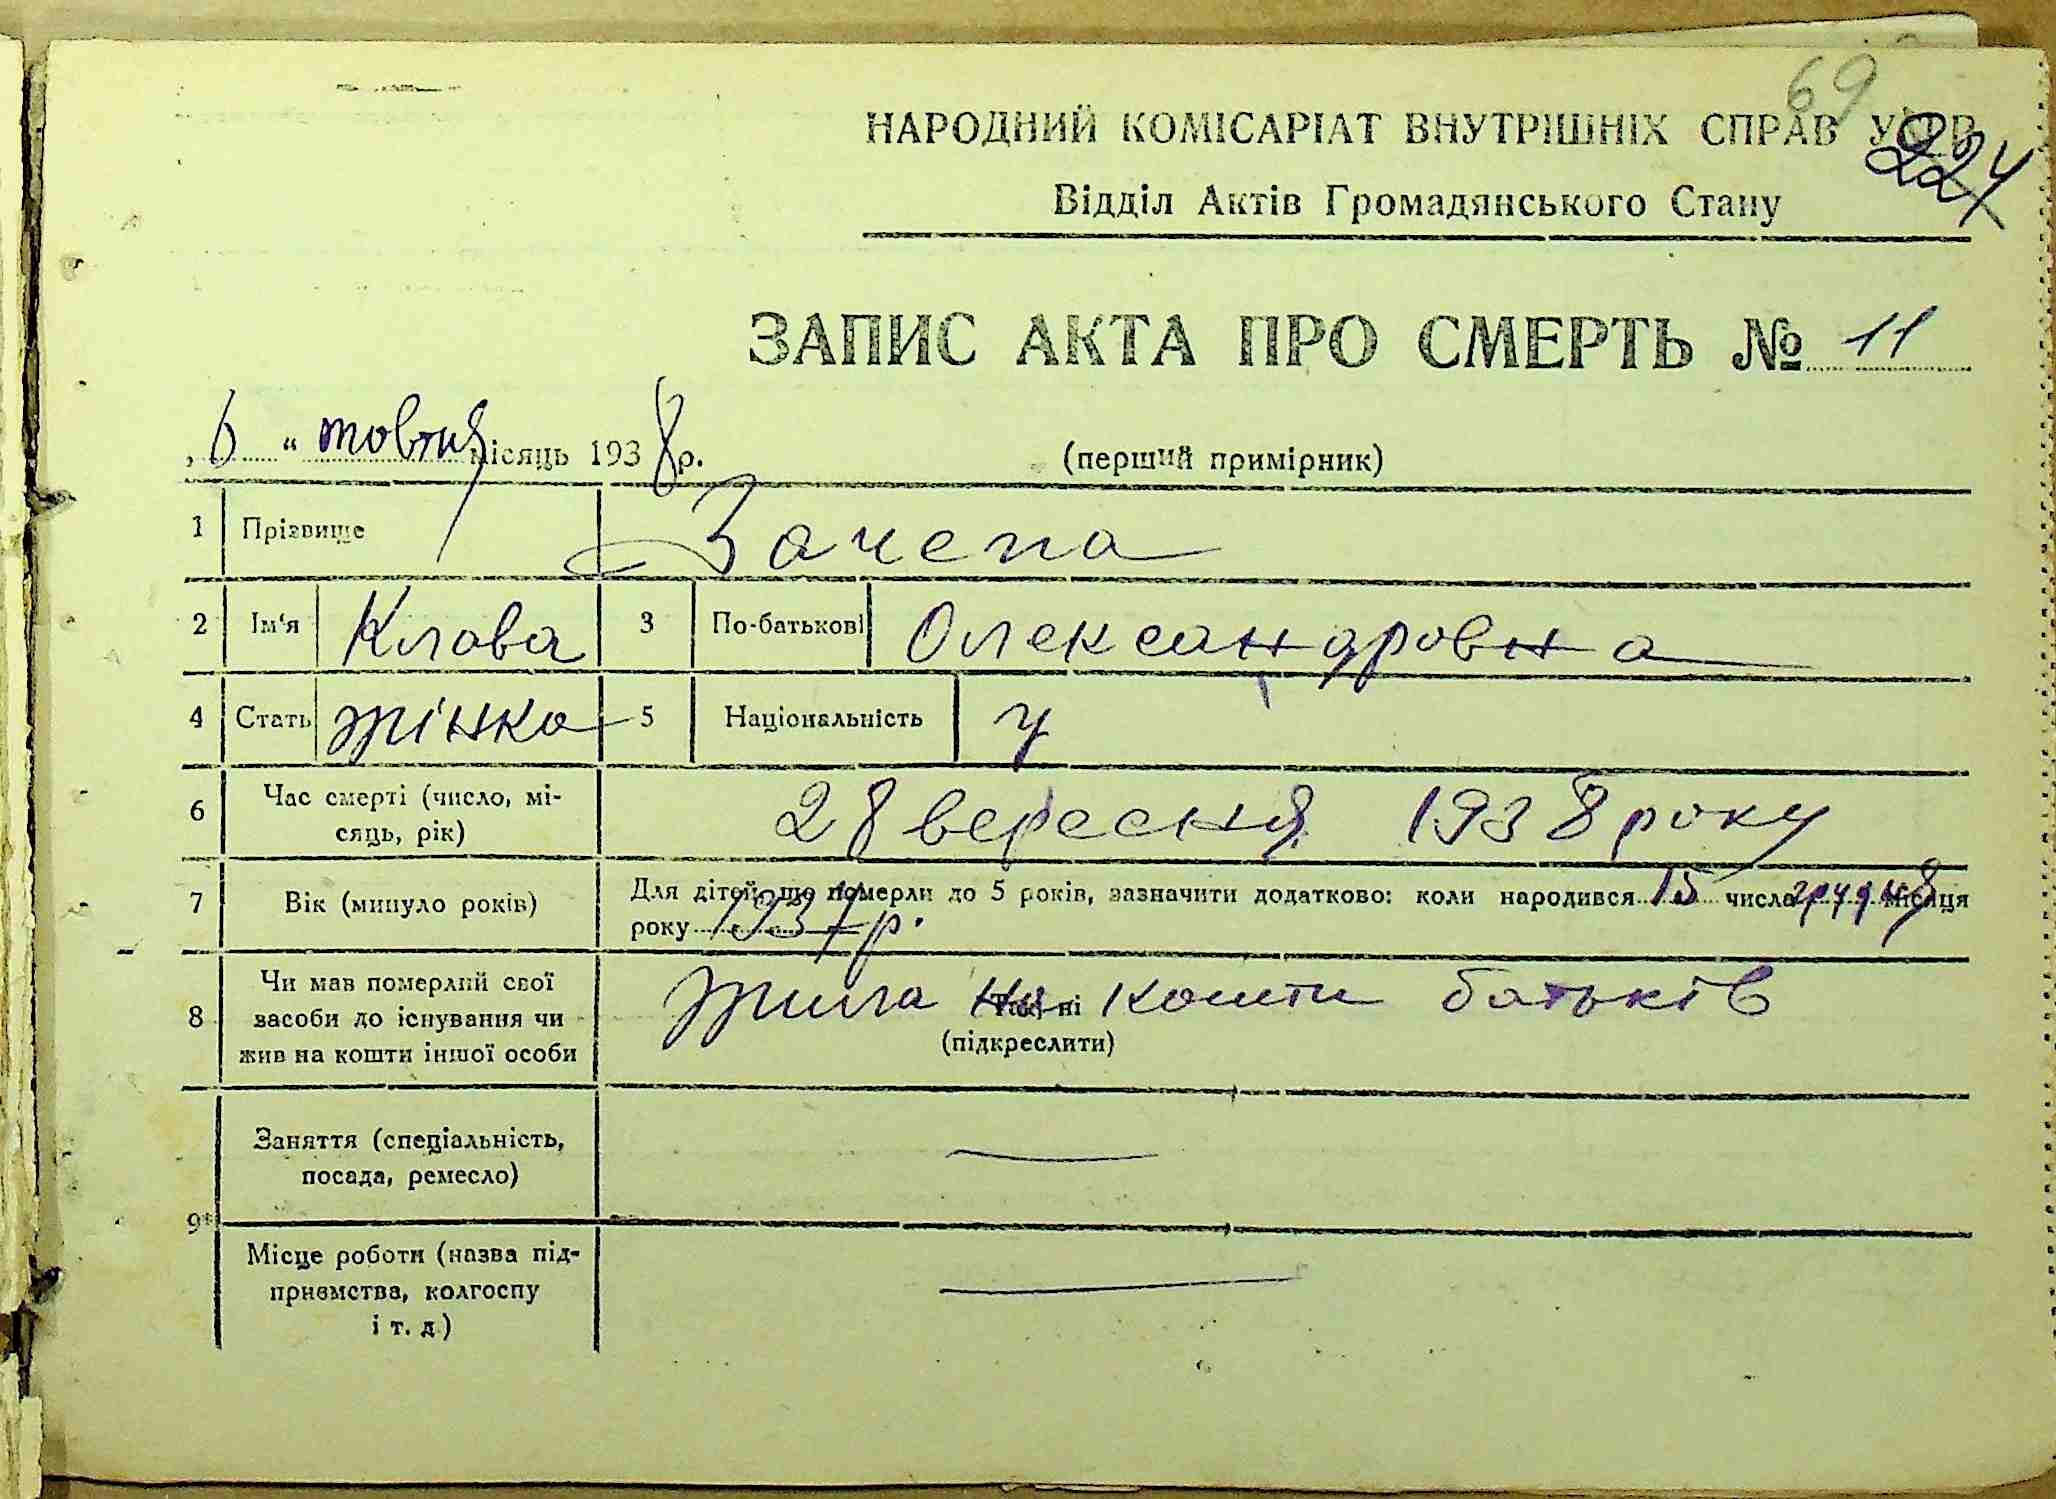 69
НАРОДНИЙ КОМІСАРІАТ ВНУТРІШНІХ СПРАВ УСРР
224
Відділ Актів Громадянського Стану
ЗАПИС АКТА ПРО СМЕРТЬ № 11
„6" жовтня місяць 1938 р. (перший примірник)
1 Прізвище Зачепа
2 Ім'я Клава 3 По-батькові Олександровна
4 Стать жінка 5 Національність у
6 Час смерті (число, мі-
сяць, рік) 28 вересня 1938 року
7 Вік (минуло років) Для дітей, що померли до 5 років, зазначити додатково: коли народився 15 числа грудня місяця
року 1937 р.
8 Чи мав померлий свої
засоби до існування чи
жив на кошти іншої особи
Так, ні
жила на кошти батьків
(підкреслити)
9* Заняття (спеціальність,
посада, ремесло) —
Місце роботи (назва під-
приємства, колгоспу
і т. д.) —